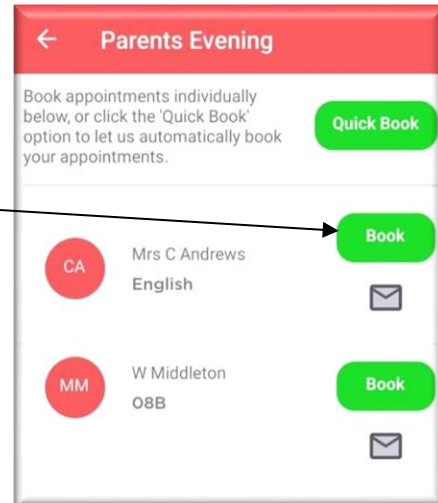 Parents Evening
Book appointments individually
below, or click the 'Quick Book'
option to let us automatically book
your appointments.
Quick Book
CA
Mrs C Andrews
English
Book
MM
W Middleton
08B
Book